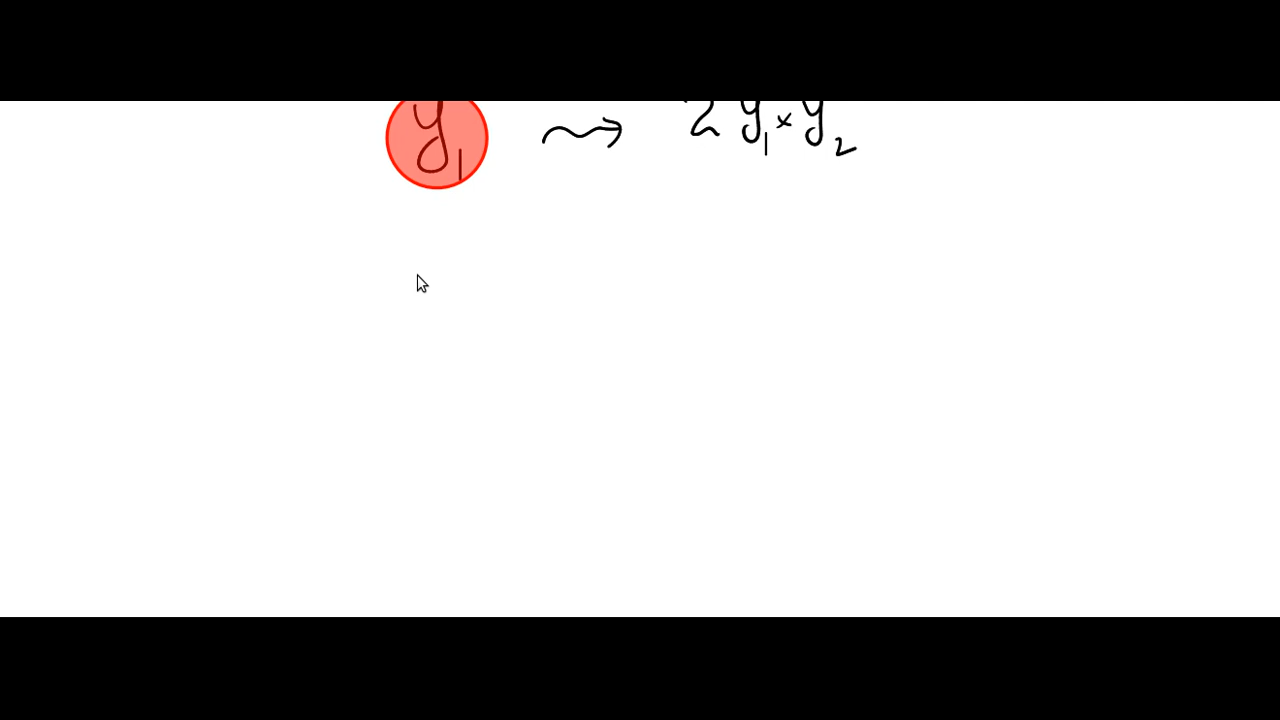 y₁ ⇝ 2 y₁ × y₂